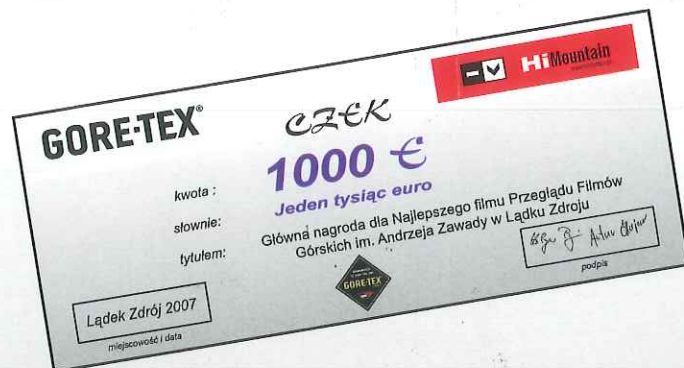 GORE-TEX®
HiMountain
CZEK
kwota :
1000 €
słownie:
Jeden tysiąc euro
tytułem:
Główna nagroda dla Najlepszego filmu Przeglądu Filmów
Górskich im. Andrzeja Zawady w Lądku Zdroju
GORE-TEX
Lądek Zdrój 2007
miejscowość i data
podpis